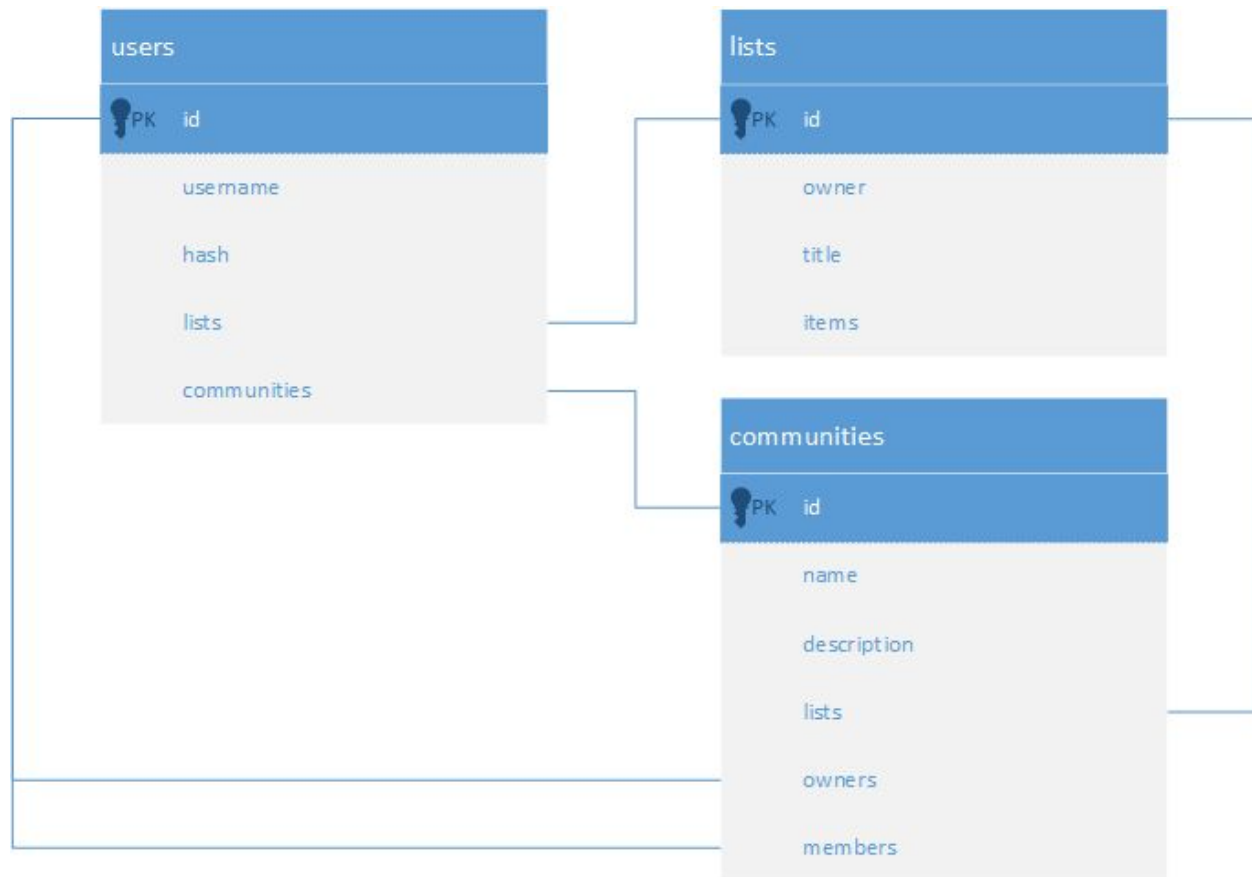 users
PK id
username
hash
lists
communities
lists
PK id
owner
title
items
communities
PK id
name
description
lists
owners
members